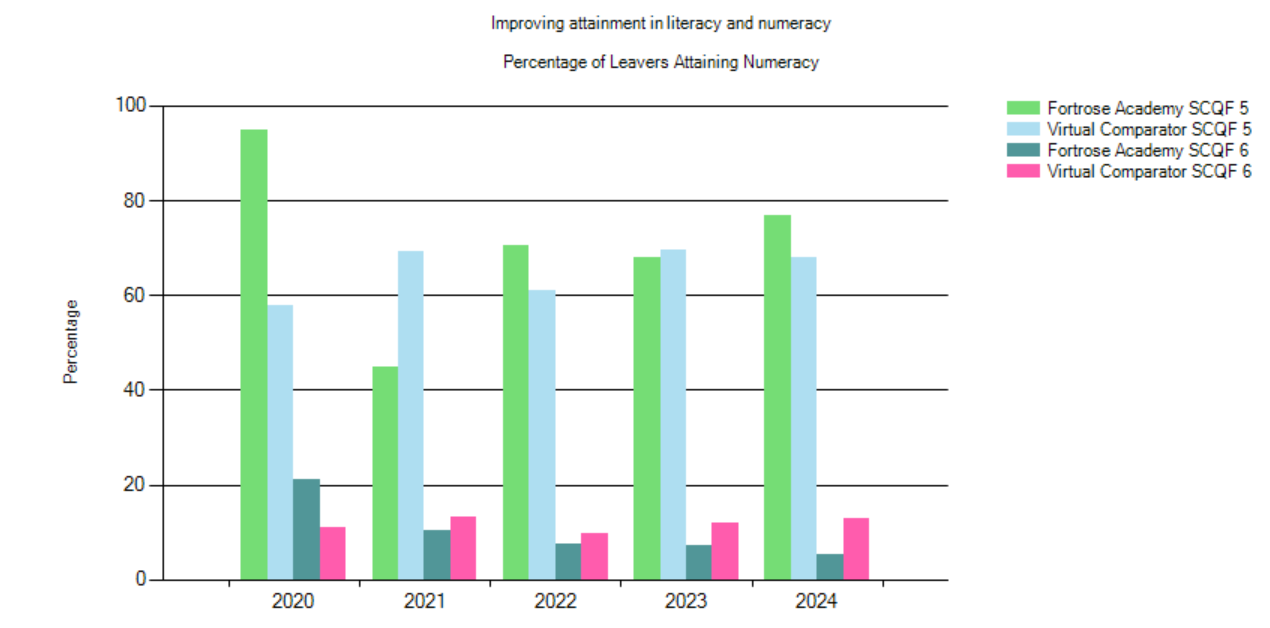 Improving attainment in literacy and numeracy
Percentage of Leavers Attaining Numeracy
100
80
60
40
20
0
Percentage
2020 2021 2022 2023 2024
Fortrose Academy SCQF 5
Virtual Comparator SCQF 5
Fortrose Academy SCQF 6
Virtual Comparator SCQF 6